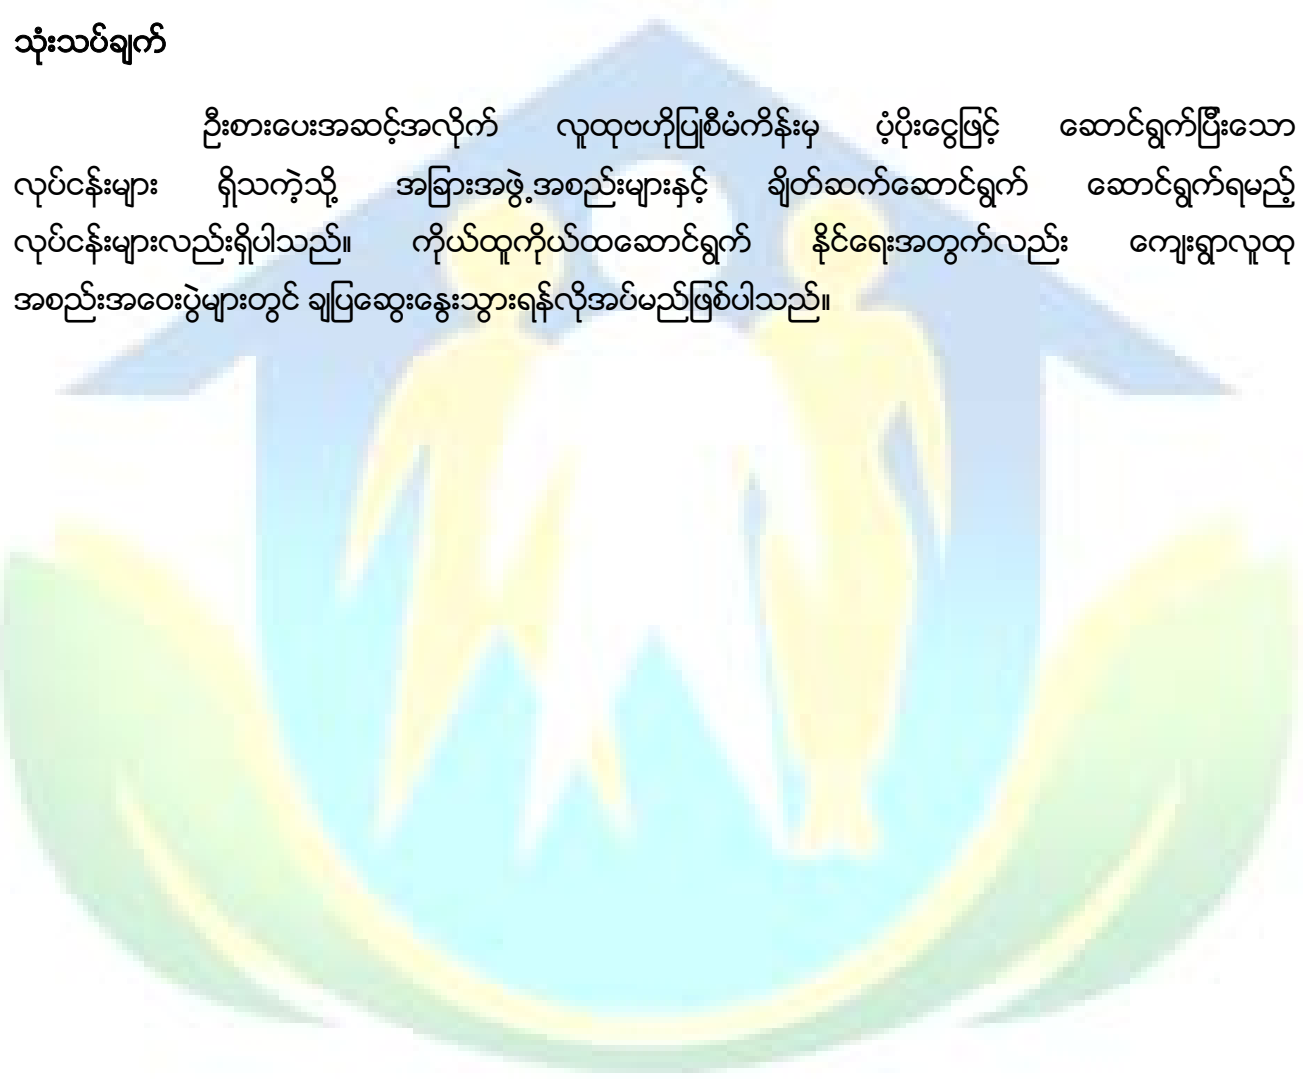 သုံးသပ်ချက်
ဦးစားပေးအဆင့်အလိုက် လူထုဗဟိုပြုစီမံကိန်းမှ ပံ့ပိုးငွေဖြင့် ဆောင်ရွက်ပြီးသော
လုပ်ငန်းများ ရှိသကဲ့သို့ အခြားအဖွဲ့အစည်းများနှင့် ချိတ်ဆက်ဆောင်ရွက် ဆောင်ရွက်ရမည့်
လုပ်ငန်းများလည်းရှိပါသည်။ ကိုယ်ထူကိုယ်ထဆောင်ရွက် နိုင်ရေးအတွက်လည်း ကျေးရွာလူထု
အစည်းအဝေးပွဲများတွင် ချပြဆွေးနွေးသွားရန်လိုအပ်မည်ဖြစ်ပါသည်။